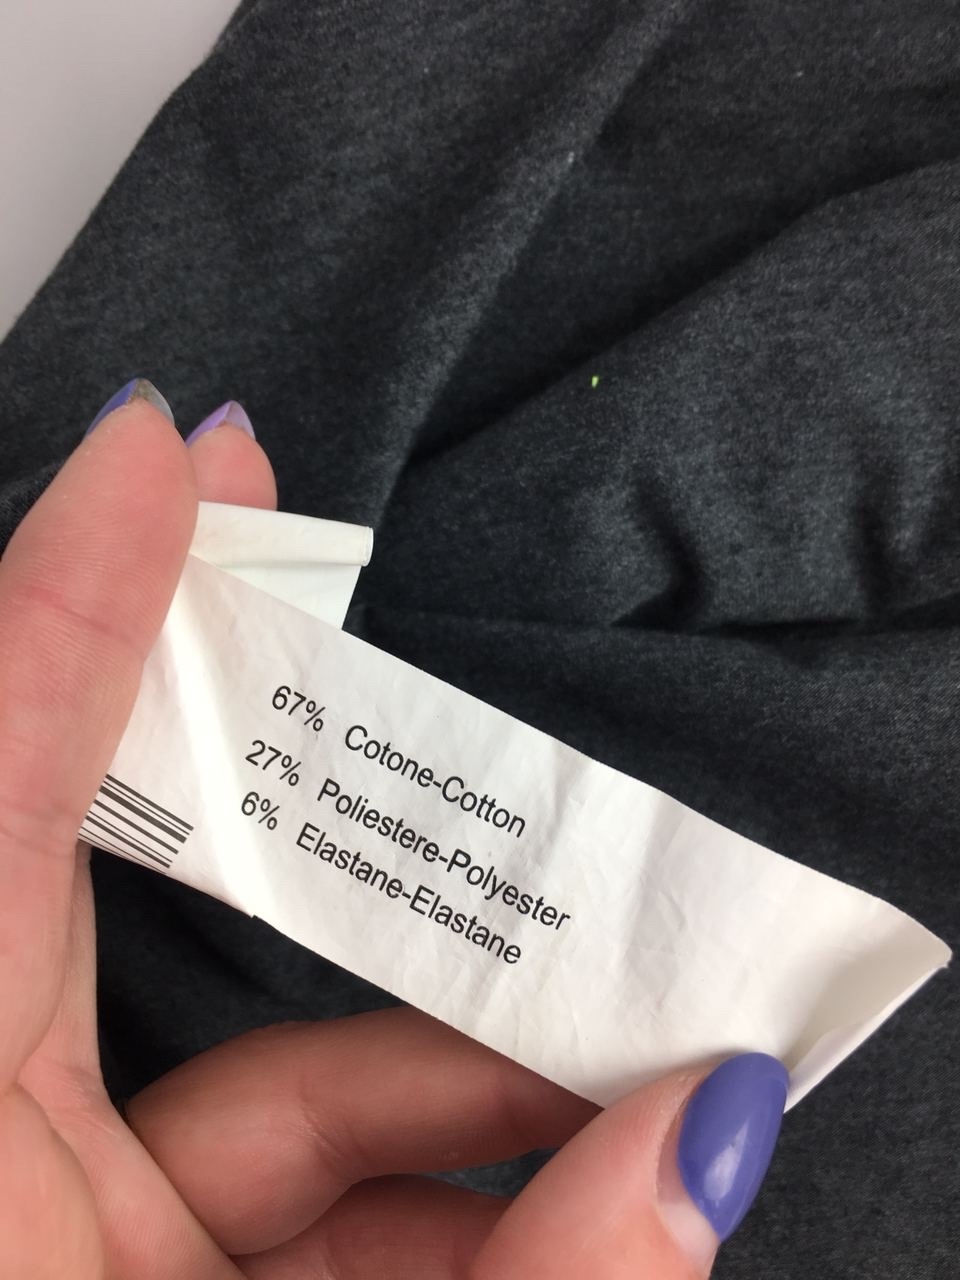 67% Cotone-Cotton
27% Poliestere-Polyester
6% Elastane-Elastane